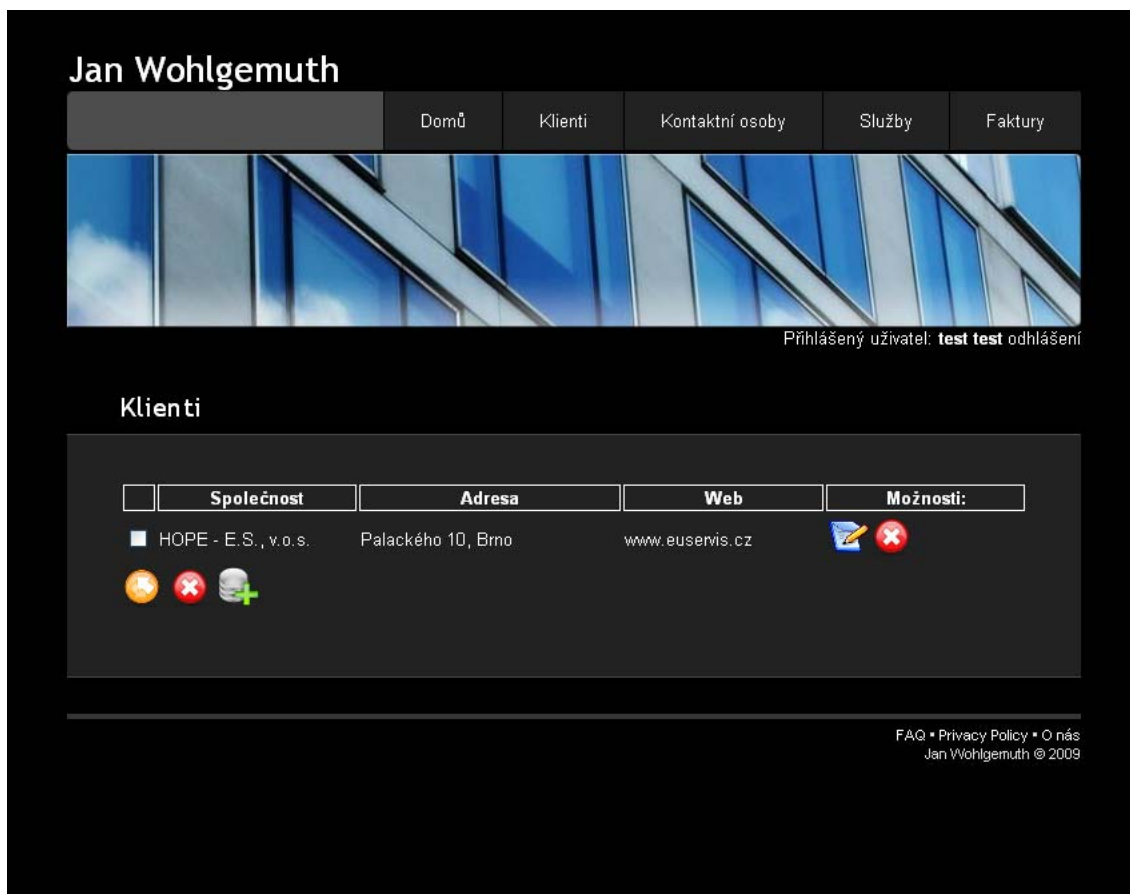 Jan Wohlgemuth
Domů Klienti Kontaktní osoby Služby Faktury
Přihlášený uživatel: test test odhlášení
Klienti
Společnost Adresa Web Možnosti:
HOPE - E.S., v.o.s. Palackého 10, Brno www.euservis.cz
FAQ ▪ Privacy Policy ▪ O nás
Jan Wohlgemuth © 2009